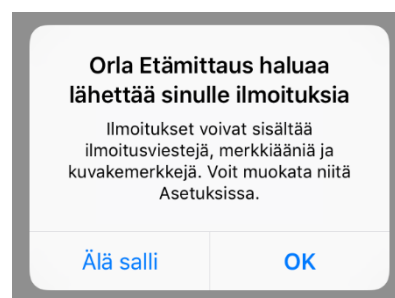 Orla Etämittaus haluaa
lähettää sinulle ilmoituksia
Ilmoitukset voivat sisältää
ilmoitusviestejä, merkkiääniä ja
kuvakemerkkejä. Voit muokata niitä
Asetuksissa.
Älä salli
OK